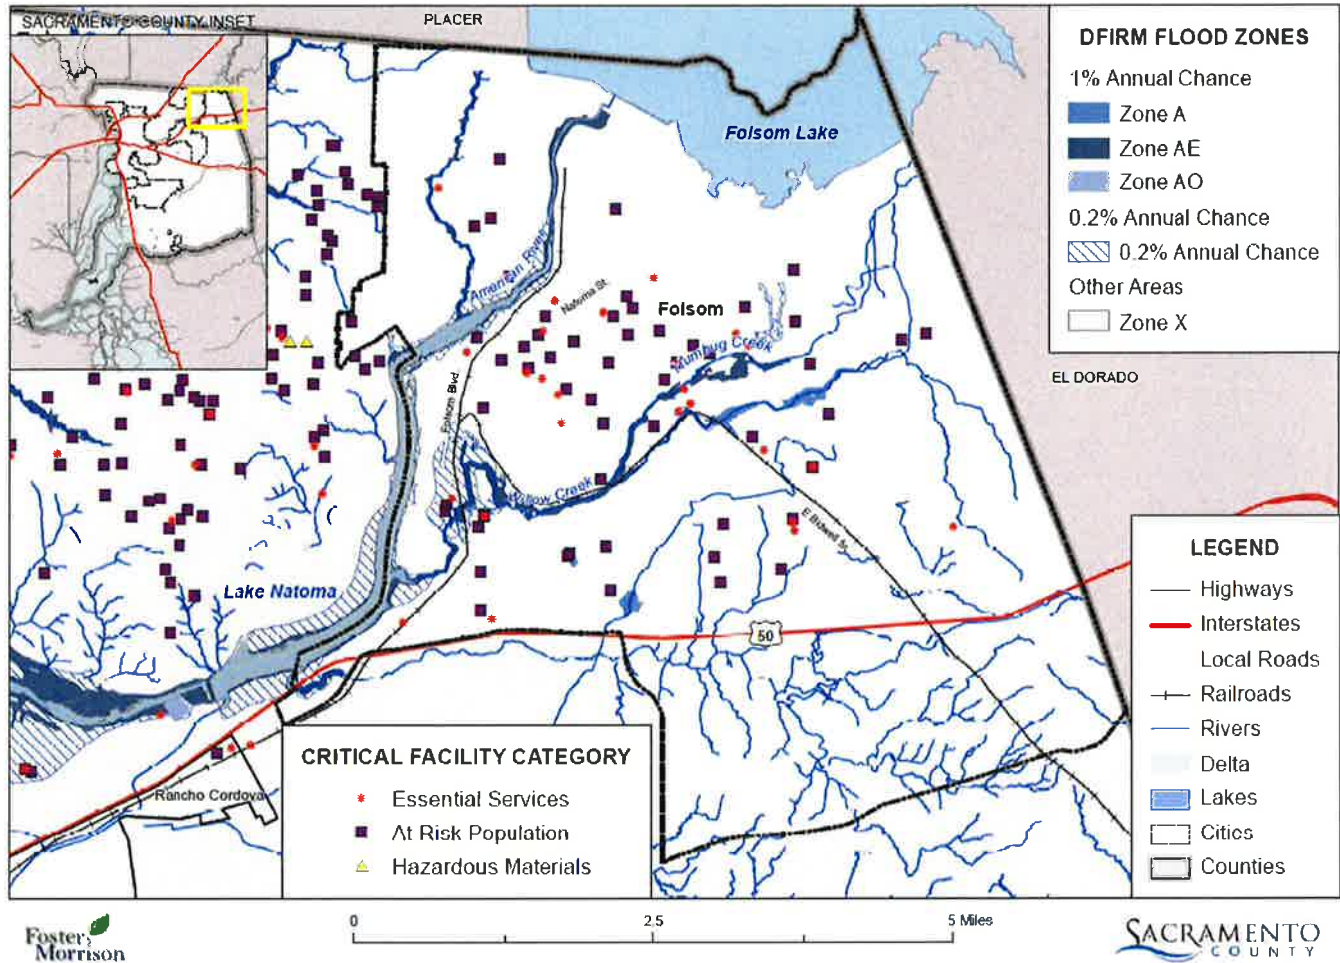 SACRAMENTO COUNTY INSET
PLACER
Folsom Lake
DFIRM FLOOD ZONES
1% Annual Chance
Zone A
Zone AE
Zone AO
0.2% Annual Chance
0.2% Annual Chance
Other Areas
Zone X
American River
Natoma St
Folsom
Humbug Creek
EL DORADO
Folsom Blvd
Willow Creek
E Bidwell St
Lake Natoma
50
LEGEND
Highways
Interstates
Local Roads
Railroads
Rivers
Delta
Lakes
Cities
Counties
Rancho Cordova
CRITICAL FACILITY CATEGORY
Essential Services
At Risk Population
Hazardous Materials
0 2.5 5 Miles
Foster
Morrison
SACRAMENTO
COUNTY